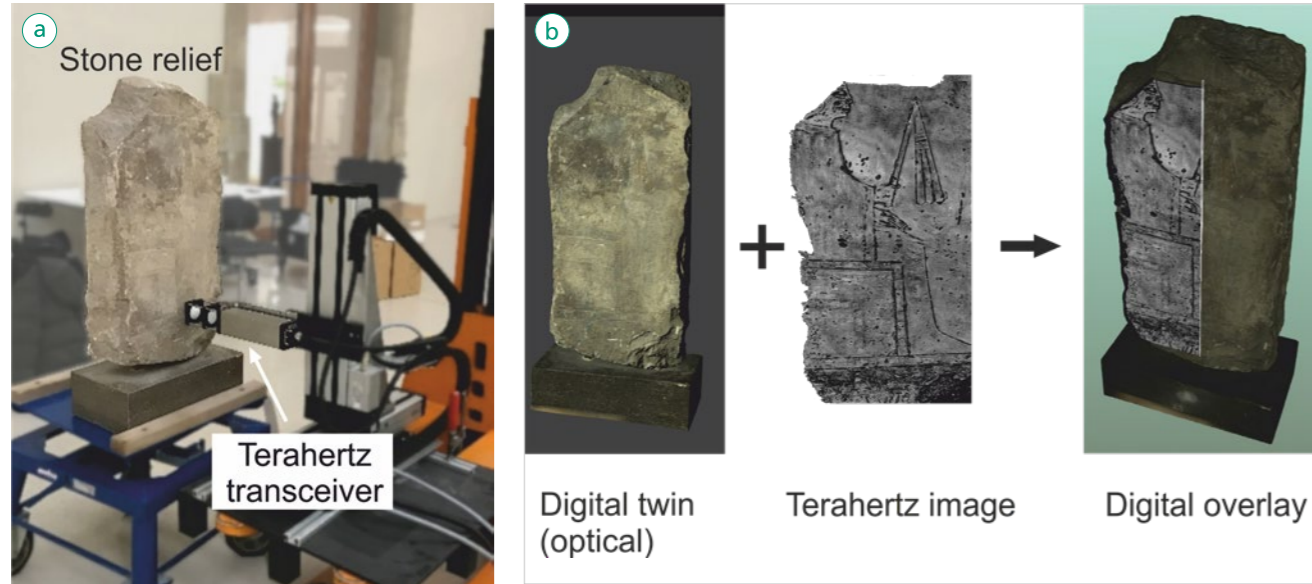 a
Stone relief
Terahertz
transceiver
b
Digital twin
(optical)
Terahertz image
Digital overlay